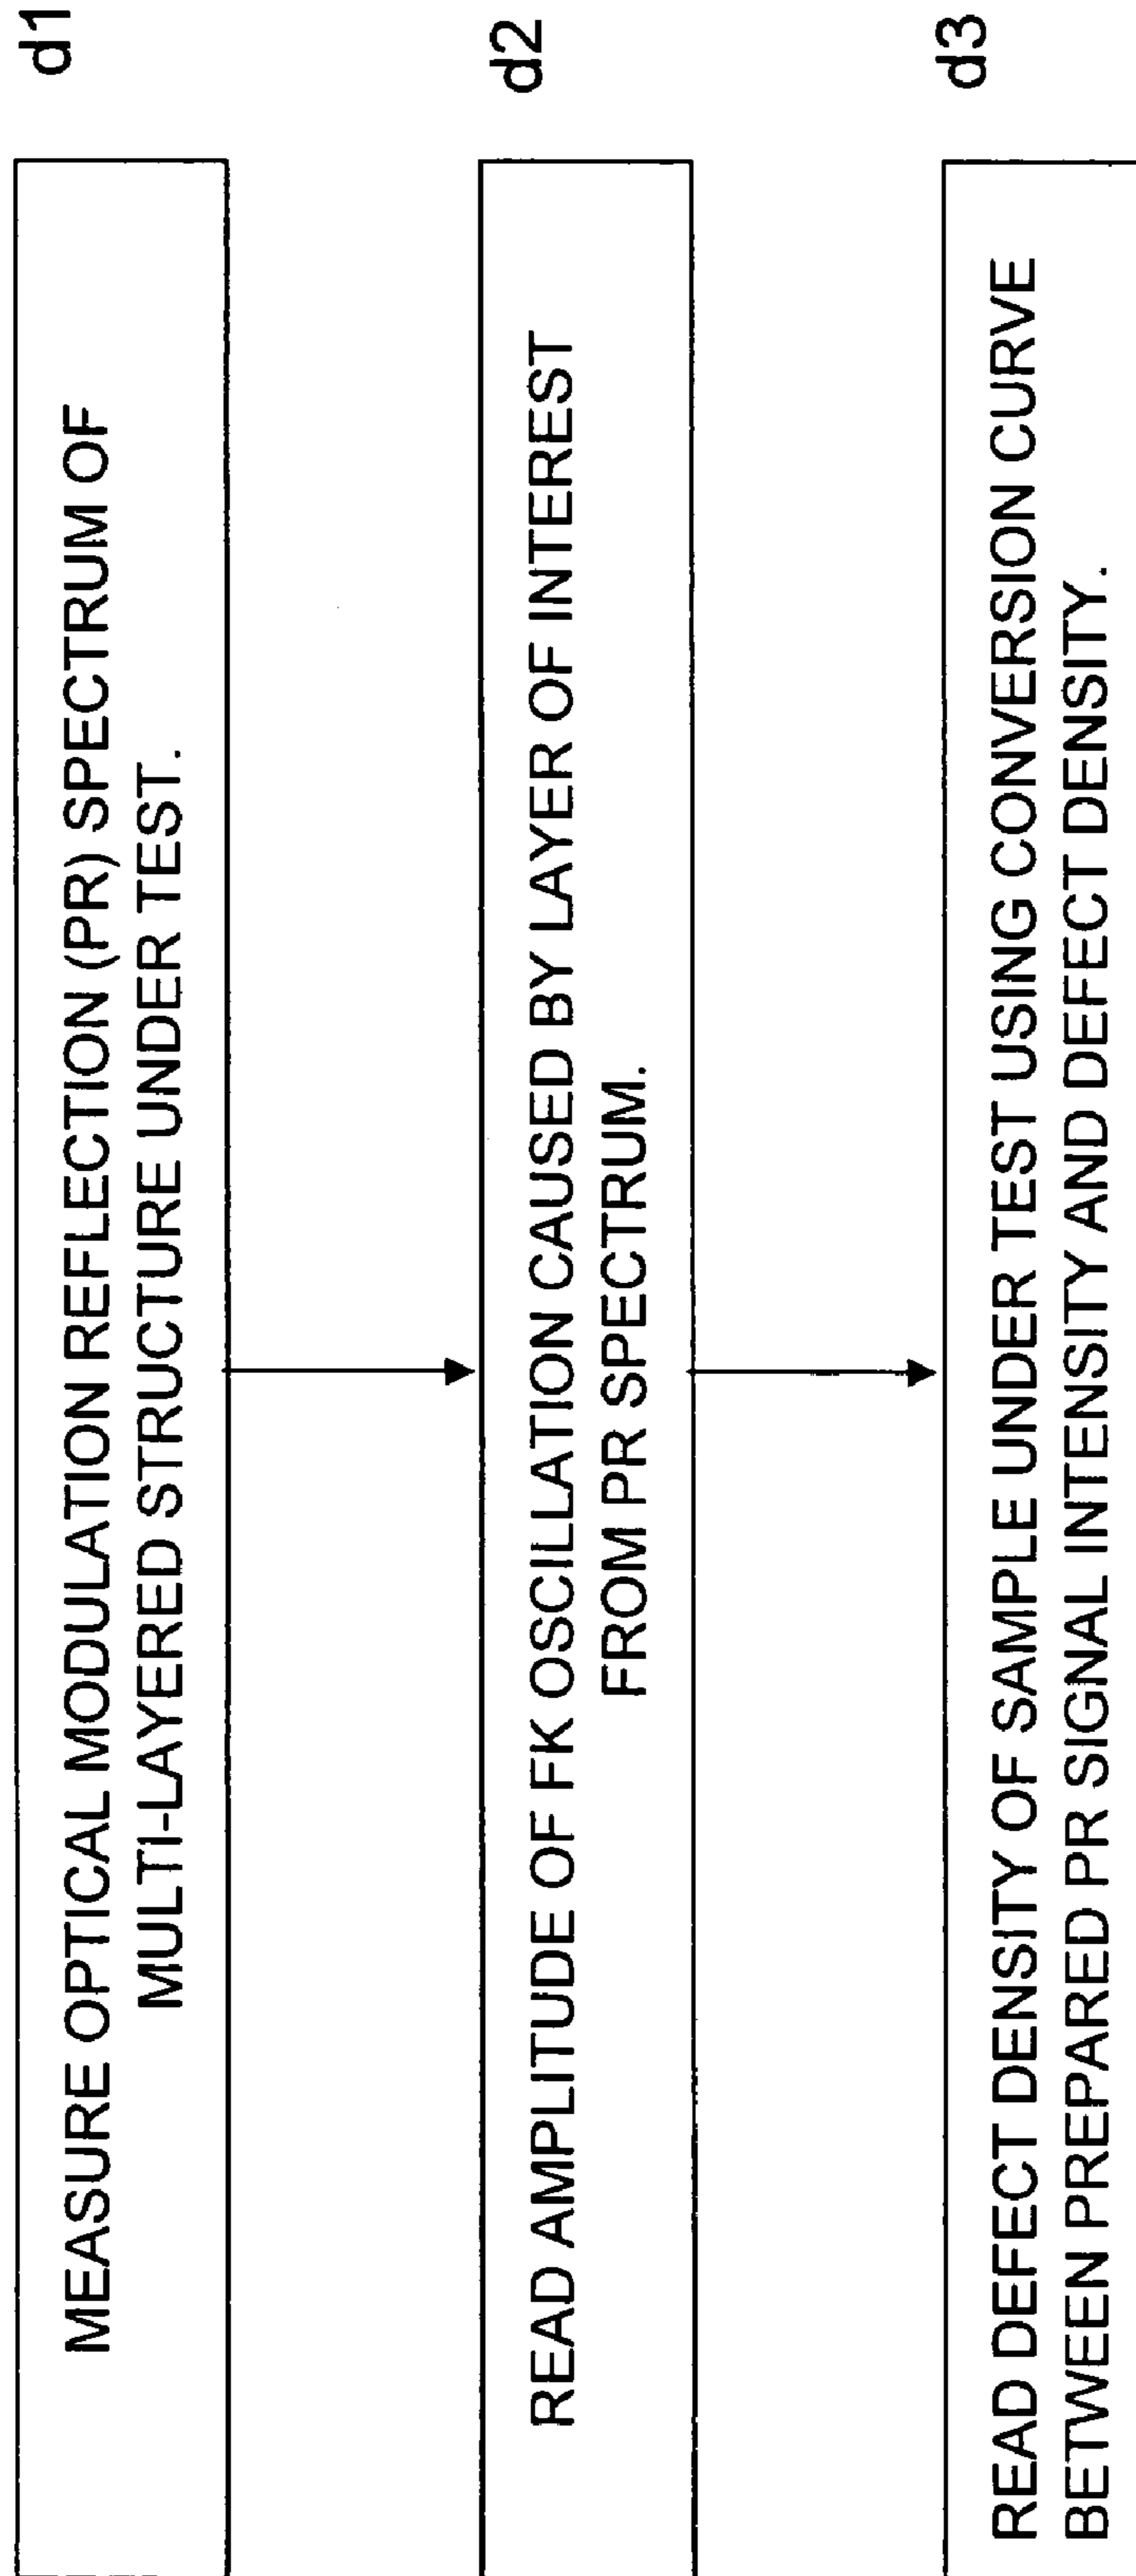 MEASURE OPTICAL MODULATION REFLECTION (PR) SPECTRUM OF
MULTI-LAYERED STRUCTURE UNDER TEST.
d1
READ AMPLITUDE OF FK OSCILLATION CAUSED BY LAYER OF INTEREST
FROM PR SPECTRUM.
d2
READ DEFECT DENSITY OF SAMPLE UNDER TEST USING CONVERSION CURVE
BETWEEN PREPARED PR SIGNAL INTENSITY AND DEFECT DENSITY.
d3